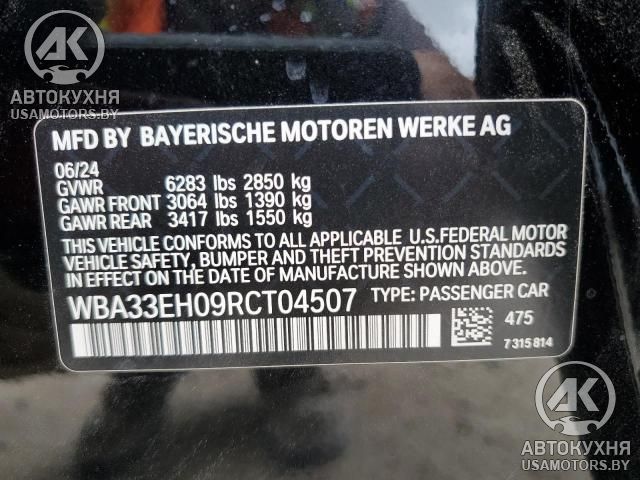 AK
АВТОКУХНЯ
USAMOTORS.BY
MFD BY BAYERISCHE MOTOREN WERKE AG
06/24
GVWR 6283 lbs 2850 kg
GAWR FRONT 3064 lbs 1390 kg
GAWR REAR 3417 lbs 1550 kg
THIS VEHICLE CONFORMS TO ALL APPLICABLE U.S.FEDERAL MOTOR
VEHICLE SAFETY, BUMPER AND THEFT PREVENTION STANDARDS
IN EFFECT ON THE DATE OF MANUFACTURE SHOWN ABOVE.
WBA33EH09RCT04507 TYPE: PASSENGER CAR
475
7 315 814
AK
АВТОКУХНЯ
USAMOTORS.BY